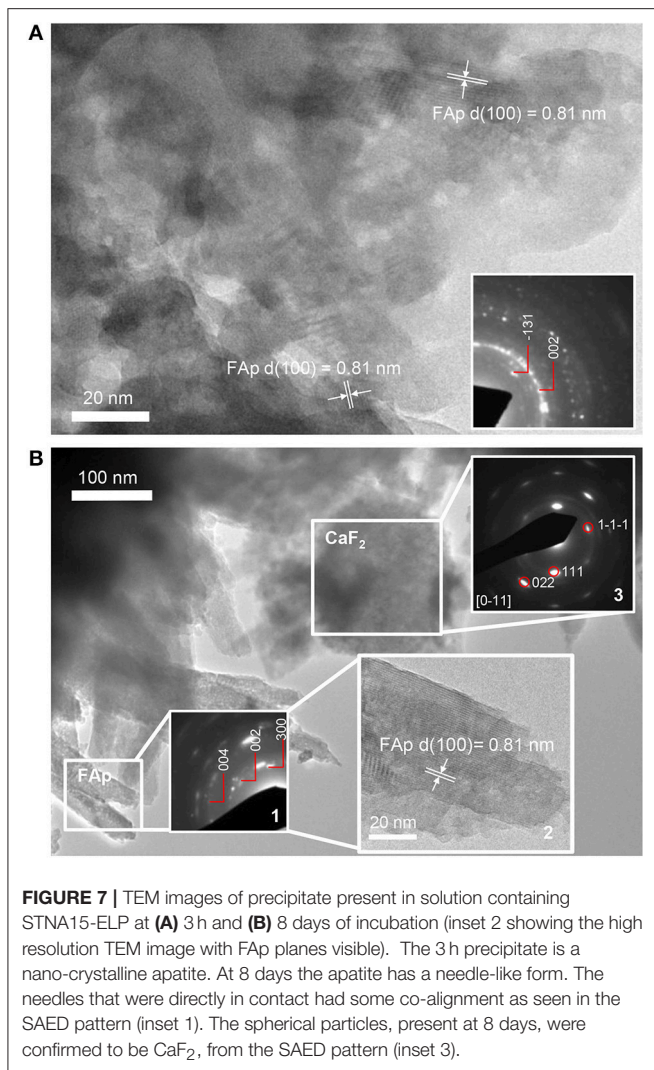 A
FAp d(100) = 0.81 nm
-131
002
FAp d(100) = 0.81 nm
20 nm
B
100 nm
CaF₂
1-1-1
111
022
[0-11]
3
FAp
004
002
300
1
FAp d(100)= 0.81 nm
20 nm
2
FIGURE 7 | TEM images of precipitate present in solution containing
STNA15-ELP at (A) 3 h and (B) 8 days of incubation (inset 2 showing the high
resolution TEM image with FAp planes visible). The 3 h precipitate is a
nano-crystalline apatite. At 8 days the apatite has a needle-like form. The
needles that were directly in contact had some co-alignment as seen in the
SAED pattern (inset 1). The spherical particles, present at 8 days, were
confirmed to be CaF₂, from the SAED pattern (inset 3).